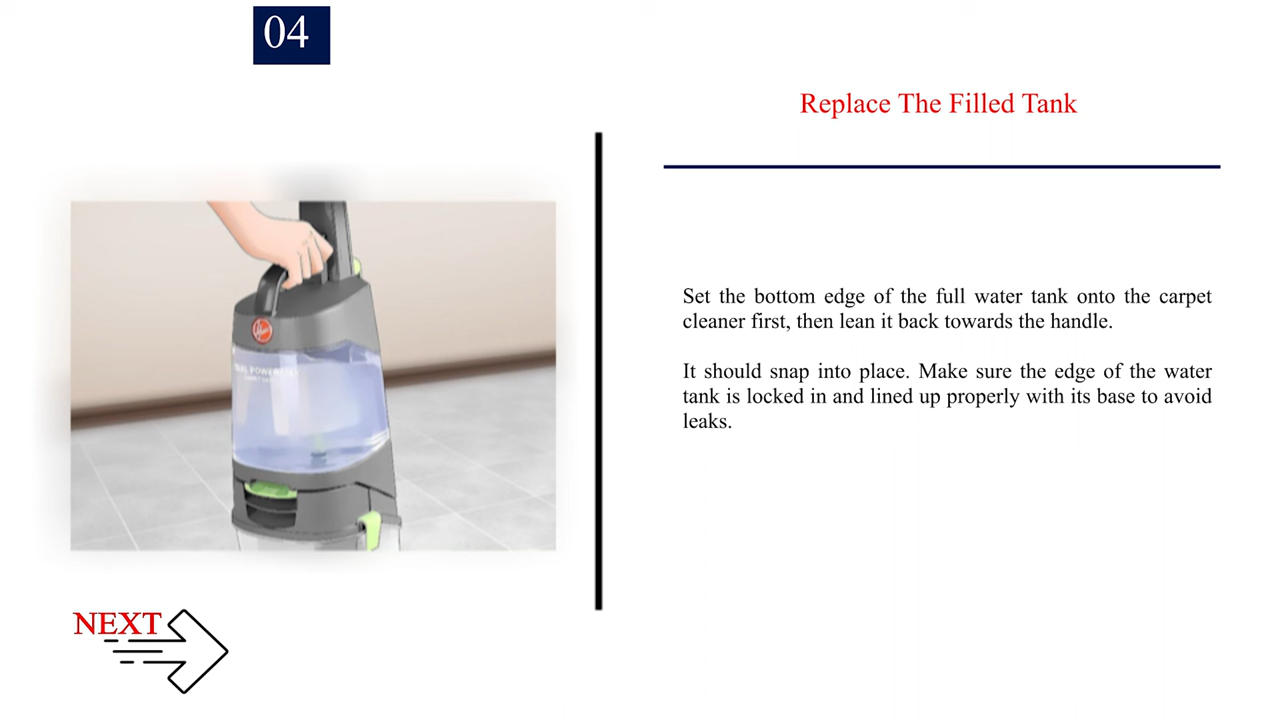 04
Replace The Filled Tank
Set the bottom edge of the full water tank onto the carpet
cleaner first, then lean it back towards the handle.
It should snap into place. Make sure the edge of the water
tank is locked in and lined up properly with its base to avoid
leaks.
NEXT